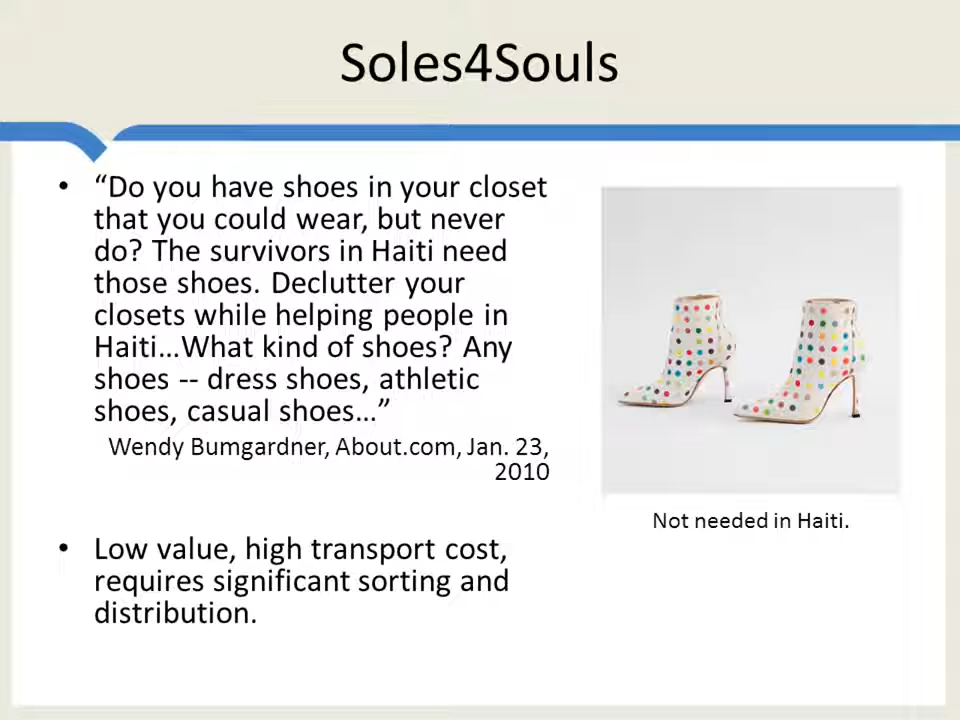 Soles4Souls
• “Do you have shoes in your closet
that you could wear, but never
do? The survivors in Haiti need
those shoes. Declutter your
closets while helping people in
Haiti…What kind of shoes? Any
shoes -- dress shoes, athletic
shoes, casual shoes…”
Wendy Bumgardner, About.com, Jan. 23,
2010
Not needed in Haiti.
• Low value, high transport cost,
requires significant sorting and
distribution.